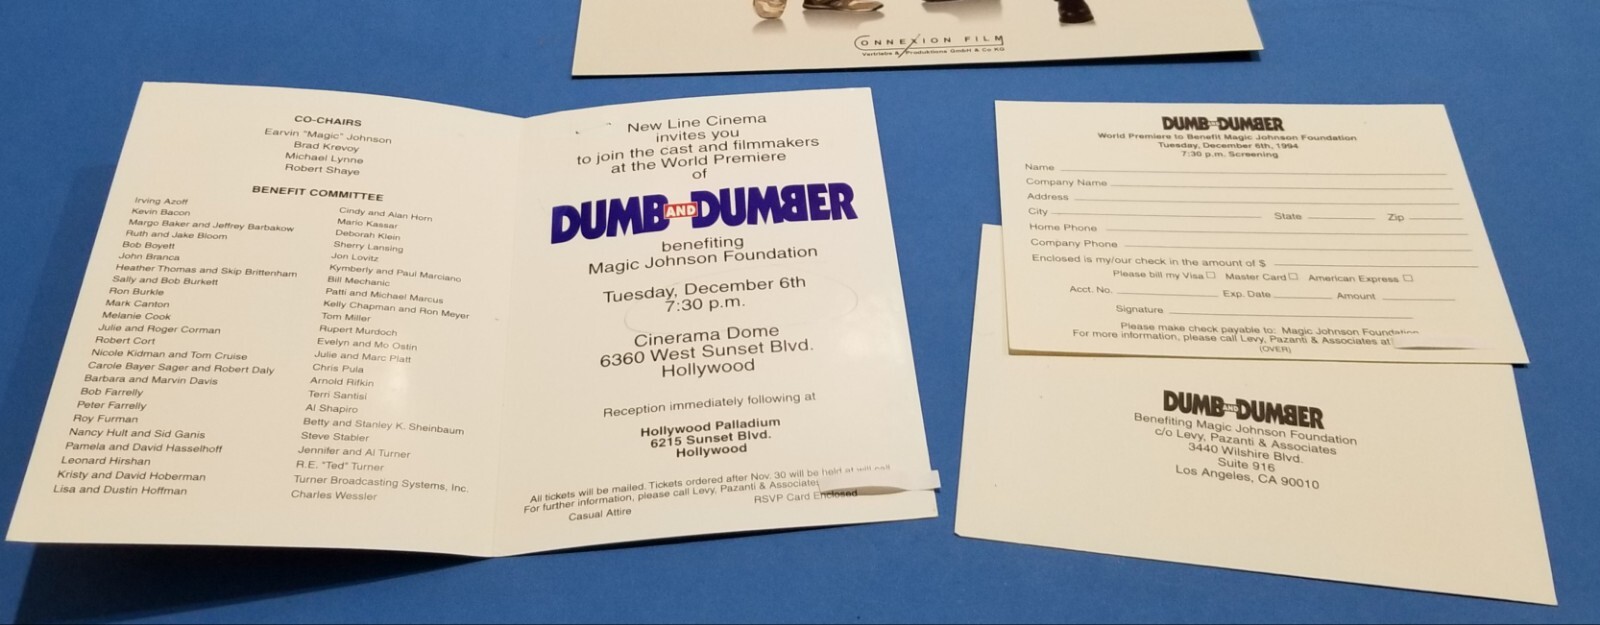 CONNEXION FILM
Vertriebs & Produktions GmbH & Co KG
CO-CHAIRS
Earvin "Magic" Johnson
Brad Krevoy
Michael Lynne
Robert Shaye
BENEFIT COMMITTEE
Irving Azoff
Kevin Bacon
Margo Baker and Jeffrey Barbakow
Ruth and Jake Bloom
Bob Boyett
John Branca
Heather Thomas and Skip Brittenham
Sally and Bob Burkett
Ron Burkle
Mark Canton
Melanie Cook
Julie and Roger Corman
Robert Cort
Nicole Kidman and Tom Cruise
Carole Bayer Sager and Robert Daly
Barbara and Marvin Davis
Bob Farrelly
Peter Farrelly
Roy Furman
Nancy Hult and Sid Ganis
Pamela and David Hasselhoff
Leonard Hirshan
Kristy and David Hoberman
Lisa and Dustin Hoffman
Cindy and Alan Horn
Mario Kassar
Deborah Klein
Sherry Lansing
Jon Lovitz
Kymberly and Paul Marciano
Bill Mechanic
Patti and Michael Marcus
Kelly Chapman and Ron Meyer
Tom Miller
Rupert Murdoch
Evelyn and Mo Ostin
Julie and Marc Platt
Chris Pula
Arnold Rifkin
Terri Santisi
Al Shapiro
Betty and Stanley K. Sheinbaum
Steve Stabler
Jennifer and Al Turner
R.E. "Ted" Turner
Turner Broadcasting Systems, Inc.
Charles Wessler
New Line Cinema
invites you
to join the cast and filmmakers
at the World Premiere
of
DUMB AND DUMBER
benefiting
Magic Johnson Foundation
Tuesday, December 6th
7:30 p.m.
Cinerama Dome
6360 West Sunset Blvd.
Hollywood
Reception immediately following at
Hollywood Palladium
6215 Sunset Blvd.
Hollywood
All tickets will be mailed. Tickets ordered after Nov. 30 will be held at will call.
For further information, please call Levy, Pazanti & Associates
RSVP Card Enclosed
Casual Attire
DUMB AND DUMBER
World Premiere to Benefit Magic Johnson Foundation
Tuesday, December 6th, 1994
7:30 p.m. Screening
Name
Company Name
Address
City State Zip
Home Phone
Company Phone
Enclosed is my/our check in the amount of $
Please bill my Visa Master Card American Express
Acct. No. Exp. Date Amount
Signature
Please make check payable to: Magic Johnson Foundation
For more information, please call Levy, Pazanti & Associates at
(OVER)
DUMB AND DUMBER
Benefiting Magic Johnson Foundation
c/o Levy, Pazanti & Associates
3440 Wilshire Blvd.
Suite 916
Los Angeles, CA 90010